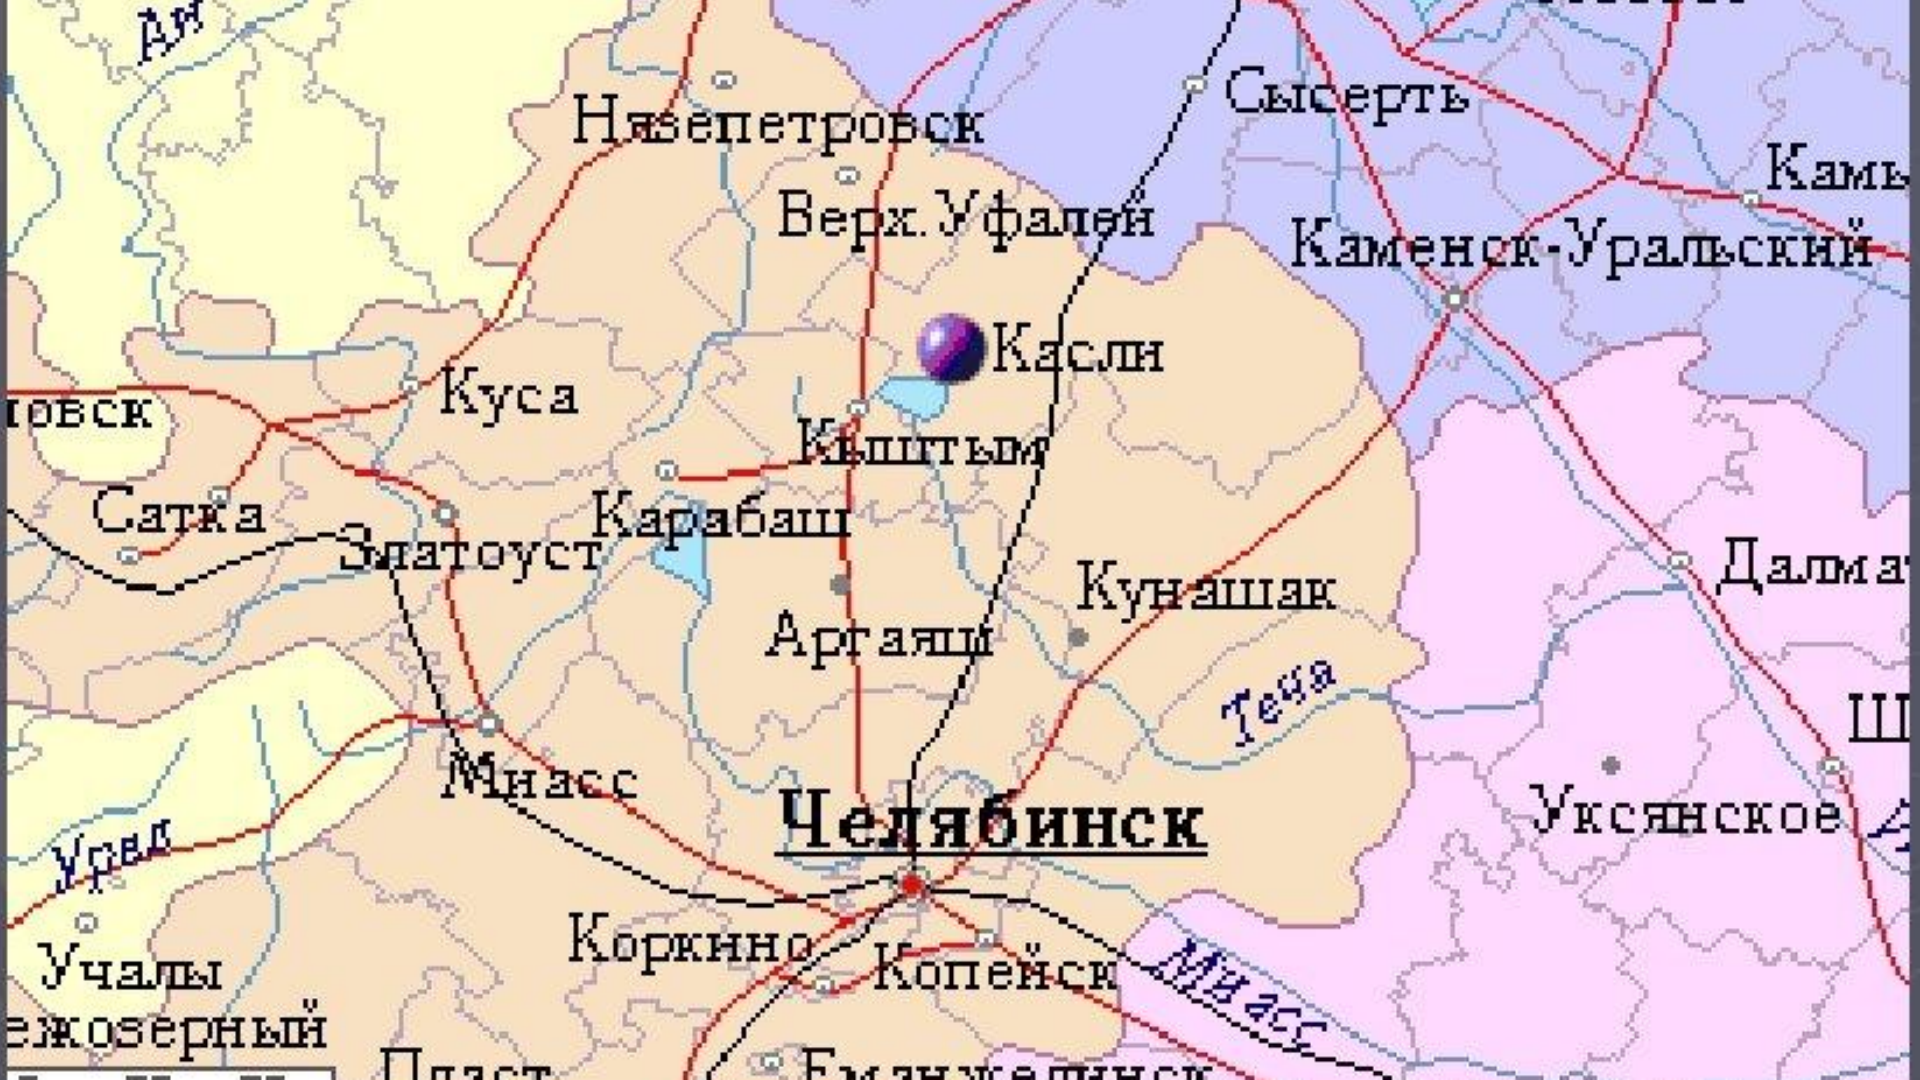 Нязепетровск
Сысерть
Верх.Уфалей
Каменск-Уральский
Касли
Куса
Кыштым
Сатка
Карабаш
Златоуст
Кунашак
Аргаяш
Теча
Миасс
Челябинск
Уксянское
Урал
Коркино
Копейск
Учалы
Миасс
Пласт